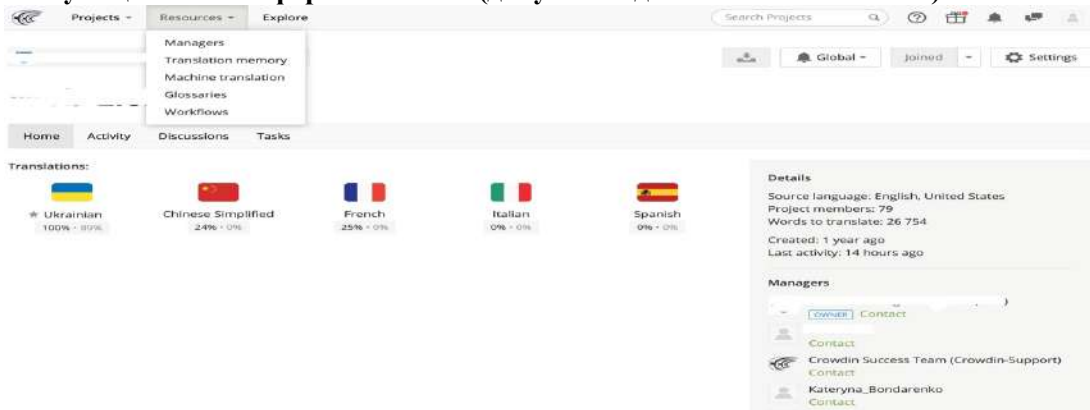 Projects Resources Explore Search Projects
Managers
Translation memory
Machine translation
Glossaries
Workflows
Global Joined Settings
Home Activity Discussions Tasks
Translations:
Ukrainian Chinese Simplified French Italian Spanish
100% · 89% 24% · 0% 25% · 0% 0% · 0% 0% · 0%
Details
Source language: English, United States
Project members: 79
Words to translate: 26 754
Created: 1 year ago
Last activity: 14 hours ago
Managers
OWNER Contact
Contact
Crowdin Success Team (Crowdin-Support)
Contact
Kateryna_Bondarenko
Contact